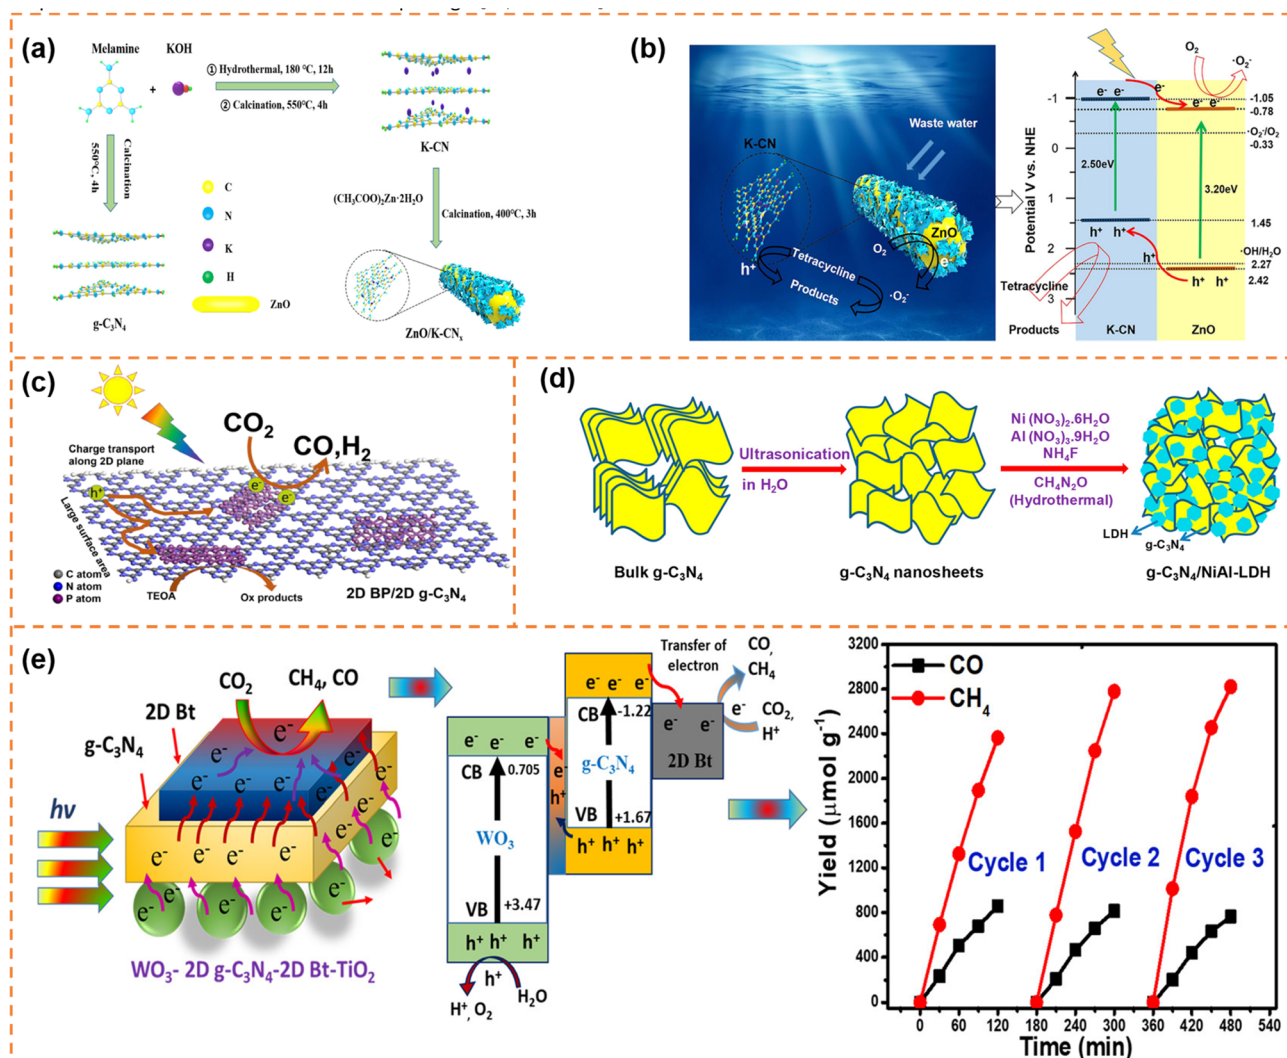 (a)
Melamine
KOH
+
① Hydrothermal, 180 °C, 12h
② Calcination, 550°C, 4h
Calcination
550°C, 4h
K-CN
C
N
K
H
ZnO
(CH₃COO)₂Zn·2H₂O
Calcination, 400°C, 3h
g-C₃N₄
ZnO/K-CNₓ
(b)
Waste water
K-CN
ZnO
O₂
e⁻
h⁺
Tetracycline
Products
·O₂⁻
Potential V vs. NHE
-1
0
1
2
3
O₂
·O₂⁻
e⁻ e⁻
e⁻
e⁻ e⁻
-1.05
-0.78
·O₂⁻/O₂
-0.33
2.50eV
3.20eV
1.45
h⁺ h⁺
h⁺
·OH/H₂O
2.27
2.42
h⁺ h⁺
Tetracycline
Products
K-CN
ZnO
(c)
CO₂
CO,H₂
Charge transport
along 2D plane
h⁺
e⁻
e⁻
Large surface area
C atom
N atom
P atom
TEOA
Ox products
2D BP/2D g-C₃N₄
(d)
Ultrasonication
in H₂O
Ni (NO₃)₂.6H₂O
Al (NO₃)₃.9H₂O
NH₄F
CH₄N₂O
(Hydrothermal)
LDH
g-C₃N₄
Bulk g-C₃N₄
g-C₃N₄ nanosheets
g-C₃N₄/NiAl-LDH
(e)
CO₂
CH₄, CO
2D Bt
g-C₃N₄
hν
e⁻ e⁻ e⁻ e⁻
e⁻ e⁻ e⁻ e⁻
WO₃- 2D g-C₃N₄-2D Bt-TiO₂
e⁻ e⁻ e⁻
CB
0.705
WO₃
VB
+3.47
h⁺ h⁺ h⁺
h⁺
H⁺, O₂
H₂O
e⁻
h⁺
e⁻ e⁻ e⁻
CB
-1.22
g-C₃N₄
VB
+1.67
h⁺ h⁺ h⁺
Transfer of
electron
e⁻ e⁻
2D Bt
CO,
CH₄
e⁻
CO₂,
H⁺
Yield (µmol g⁻¹)
3200
2800
2400
2000
1600
1200
800
400
0
CO
CH₄
Cycle 1
Cycle 2
Cycle 3
0 60 120 180 240 300 360 420 480 540
Time (min)